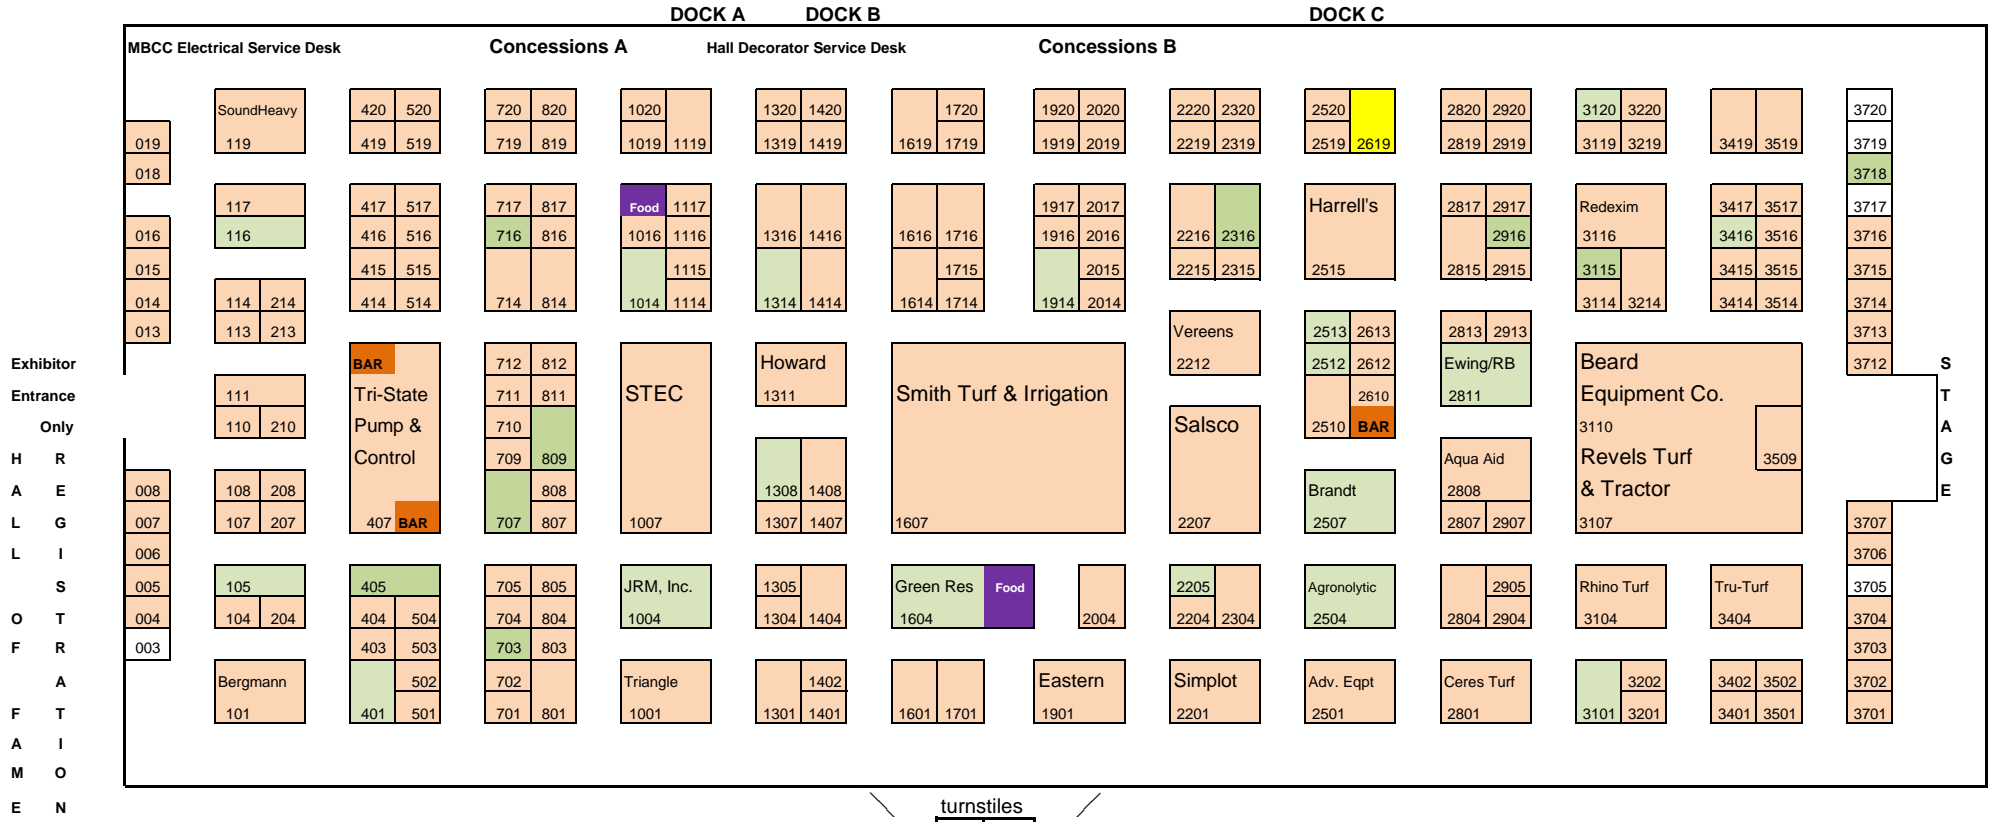 DOCK A DOCK B DOCK C
MBCC Electrical Service Desk Concessions A Hall Decorator Service Desk Concessions B
SoundHeavy 420 520 720 820 1020 1320 1420 1720 1920 2020 2220 2320 2520 2820 2920 3120 3220 3720
019 119 419 519 719 819 1019 1119 1319 1419 1619 1719 1919 2019 2219 2319 2519 2619 2819 2919 3119 3219 3419 3519 3719
018 3718
117 417 517 717 817 Food 1117 1917 2017 Harrell's 2817 2917 Redexim 3417 3517 3717
016 116 416 516 716 816 1016 1116 1316 1416 1616 1716 1916 2016 2216 2316 2916 3116 3416 3516 3716
015 415 515 1115 1715 2015 2215 2315 2515 2815 2915 3115 3415 3515 3715
014 114 214 414 514 714 814 1014 1114 1314 1414 1614 1714 1914 2014 3114 3214 3414 3514 3714
013 113 213 Vereens 2513 2613 2813 2913 3713
Exhibitor BAR 712 812 Howard 2212 2512 2612 Ewing/RB Beard 3712 S
Entrance 111 Tri-State 711 811 STEC 1311 Smith Turf & Irrigation 2610 2811 Equipment Co. T
Only 110 210 Pump & 710 Salsco 2510 BAR 3110 A
H R Control 709 809 Aqua Aid Revels Turf 3509 G
A E 008 108 208 808 1308 1408 Brandt 2808 & Tractor E
L G 007 107 207 407 BAR 707 807 1007 1307 1407 1607 2207 2507 2807 2907 3107 3707
L I 006 3706
S 005 105 405 705 805 JRM, Inc. 1305 Green Res Food 2205 Agronolytic 2905 Rhino Turf Tru-Turf 3705
O T 004 104 204 404 504 704 804 1004 1304 1404 1604 2004 2204 2304 2504 2804 2904 3104 3404 3704
F R 003 403 503 703 803 3703
A Bergmann 502 702 Triangle 1402 Eastern Simplot Adv. Eqpt Ceres Turf 3202 3402 3502 3702
F T 101 401 501 701 801 1001 1301 1401 1601 1701 1901 2201 2501 2801 3101 3201 3401 3501 3701
A I
M O
E N turnstiles